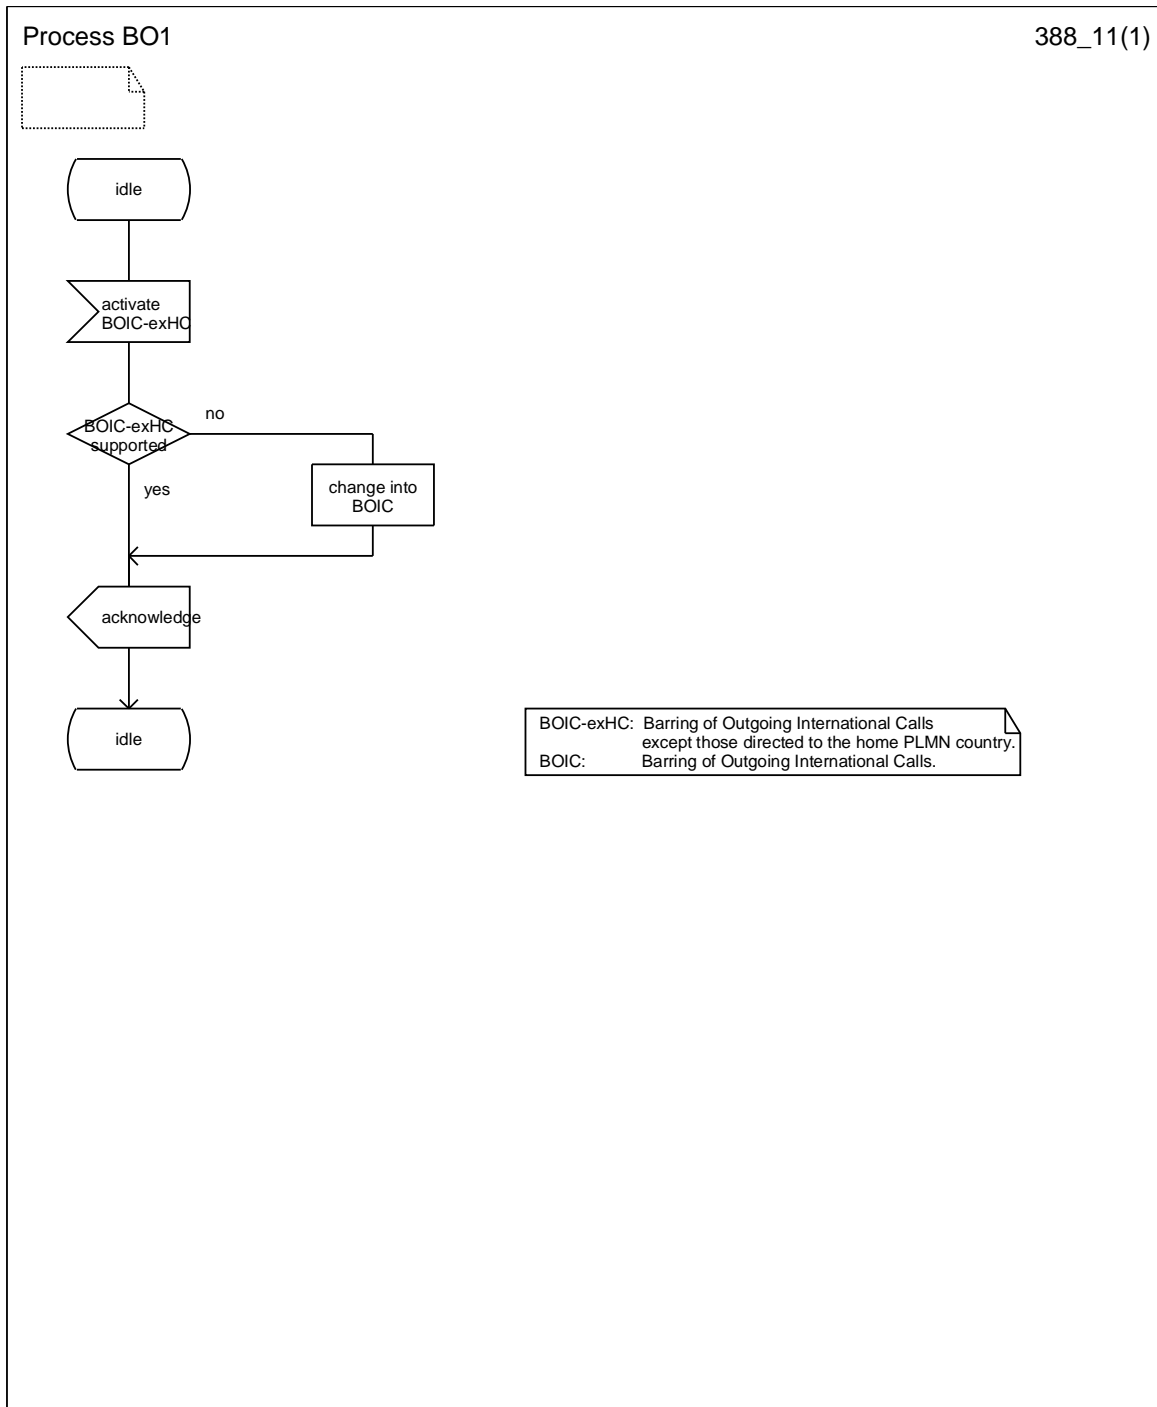 Process BO1
388_11(1)
idle
activate
BOIC-exHC
BOIC-exHC
supported
no
yes
change into
BOIC
acknowledge
idle
BOIC-exHC: Barring of Outgoing International Calls
except those directed to the home PLMN country.
BOIC: Barring of Outgoing International Calls.